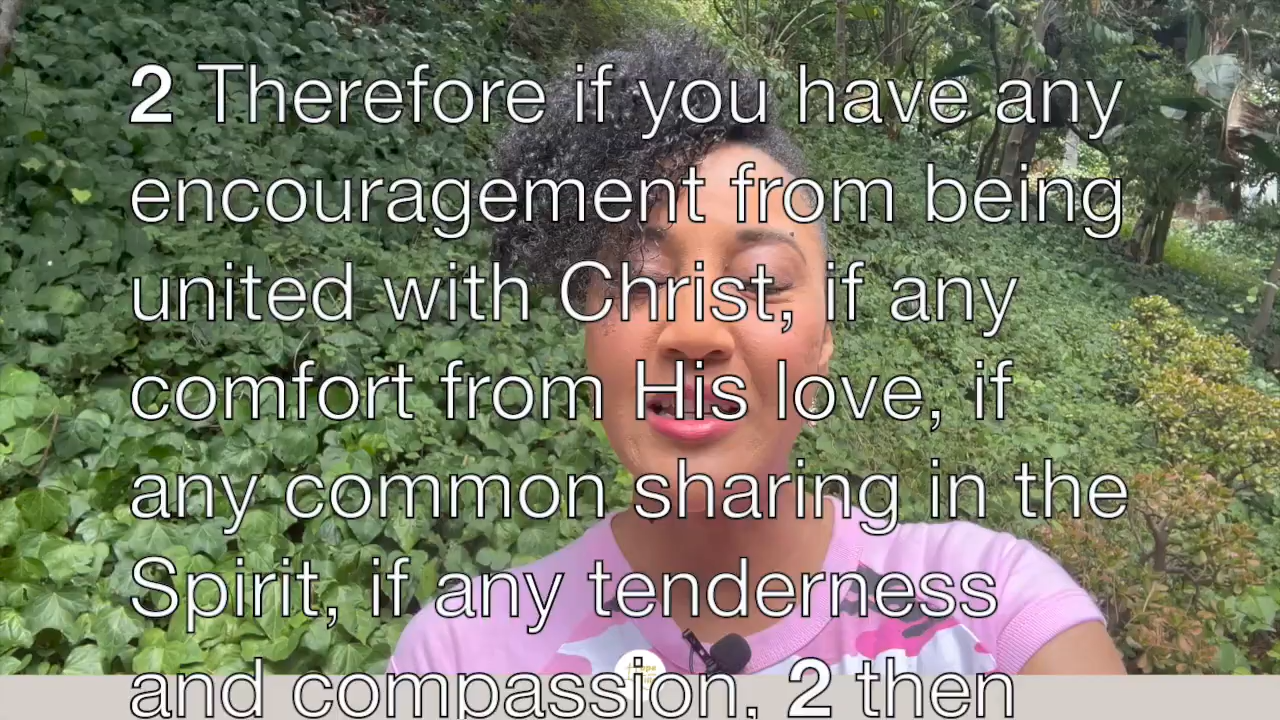 2 Therefore if you have any
encouragement from being
united with Christ, if any
comfort from His love, if
any common sharing in the
Spirit, if any tenderness
and compassion, 2 then